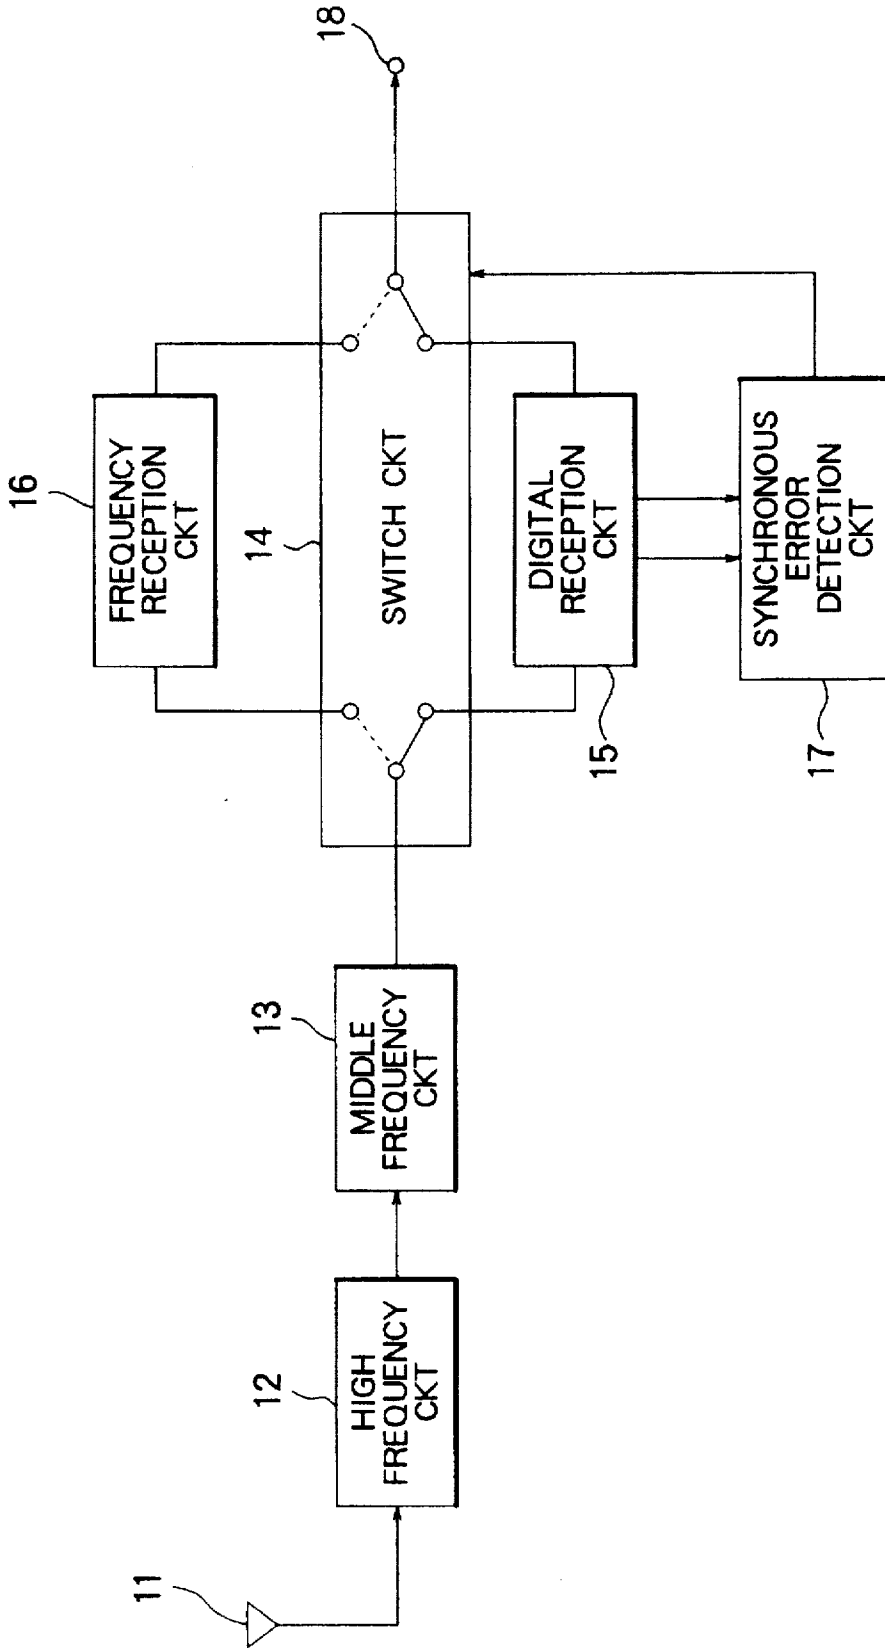 11
12
HIGH
FREQUENCY
CKT
13
MIDDLE
FREQUENCY
CKT
14
SWITCH CKT
16
FREQUENCY
RECEPTION
CKT
15
DIGITAL
RECEPTION
CKT
17
SYNCHRONOUS
ERROR
DETECTION
CKT
18